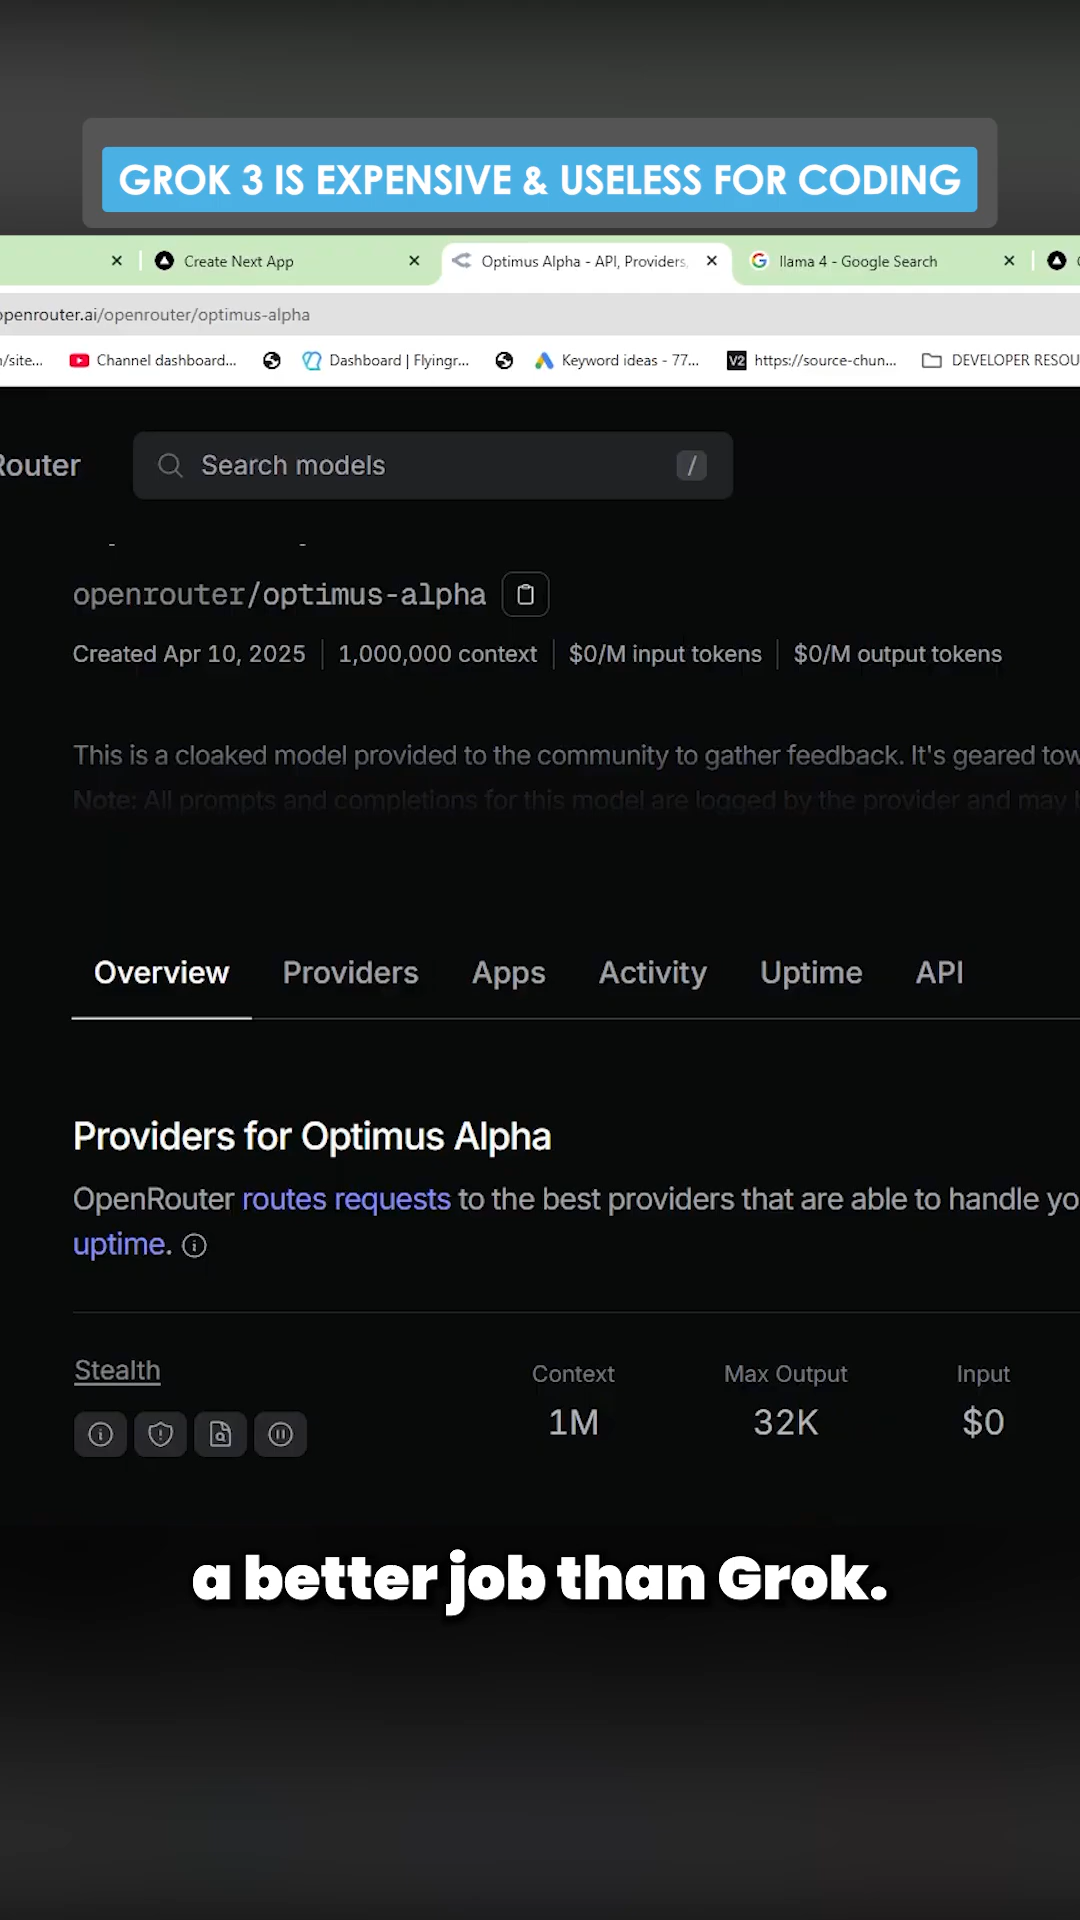 GROK 3 IS EXPENSIVE & USELESS FOR CODING
Create Next App
Optimus Alpha - API, Providers,
llama 4 - Google Search
openrouter.ai/openrouter/optimus-alpha
/site...
Channel dashboard...
Dashboard | Flyingr...
Keyword ideas - 77...
V2 https://source-chun...
DEVELOPER RESOU
Router
Search models
/
openrouter/optimus-alpha
Created Apr 10, 2025
1,000,000 context
$0/M input tokens
$0/M output tokens
This is a cloaked model provided to the community to gather feedback. It's geared tow
Note: All prompts and completions for this model are logged by the provider and may
Overview
Providers
Apps
Activity
Uptime
API
Providers for Optimus Alpha
OpenRouter routes requests to the best providers that are able to handle yo
uptime.
Stealth
Context
Max Output
Input
1M
32K
$0
a better job than Grok.